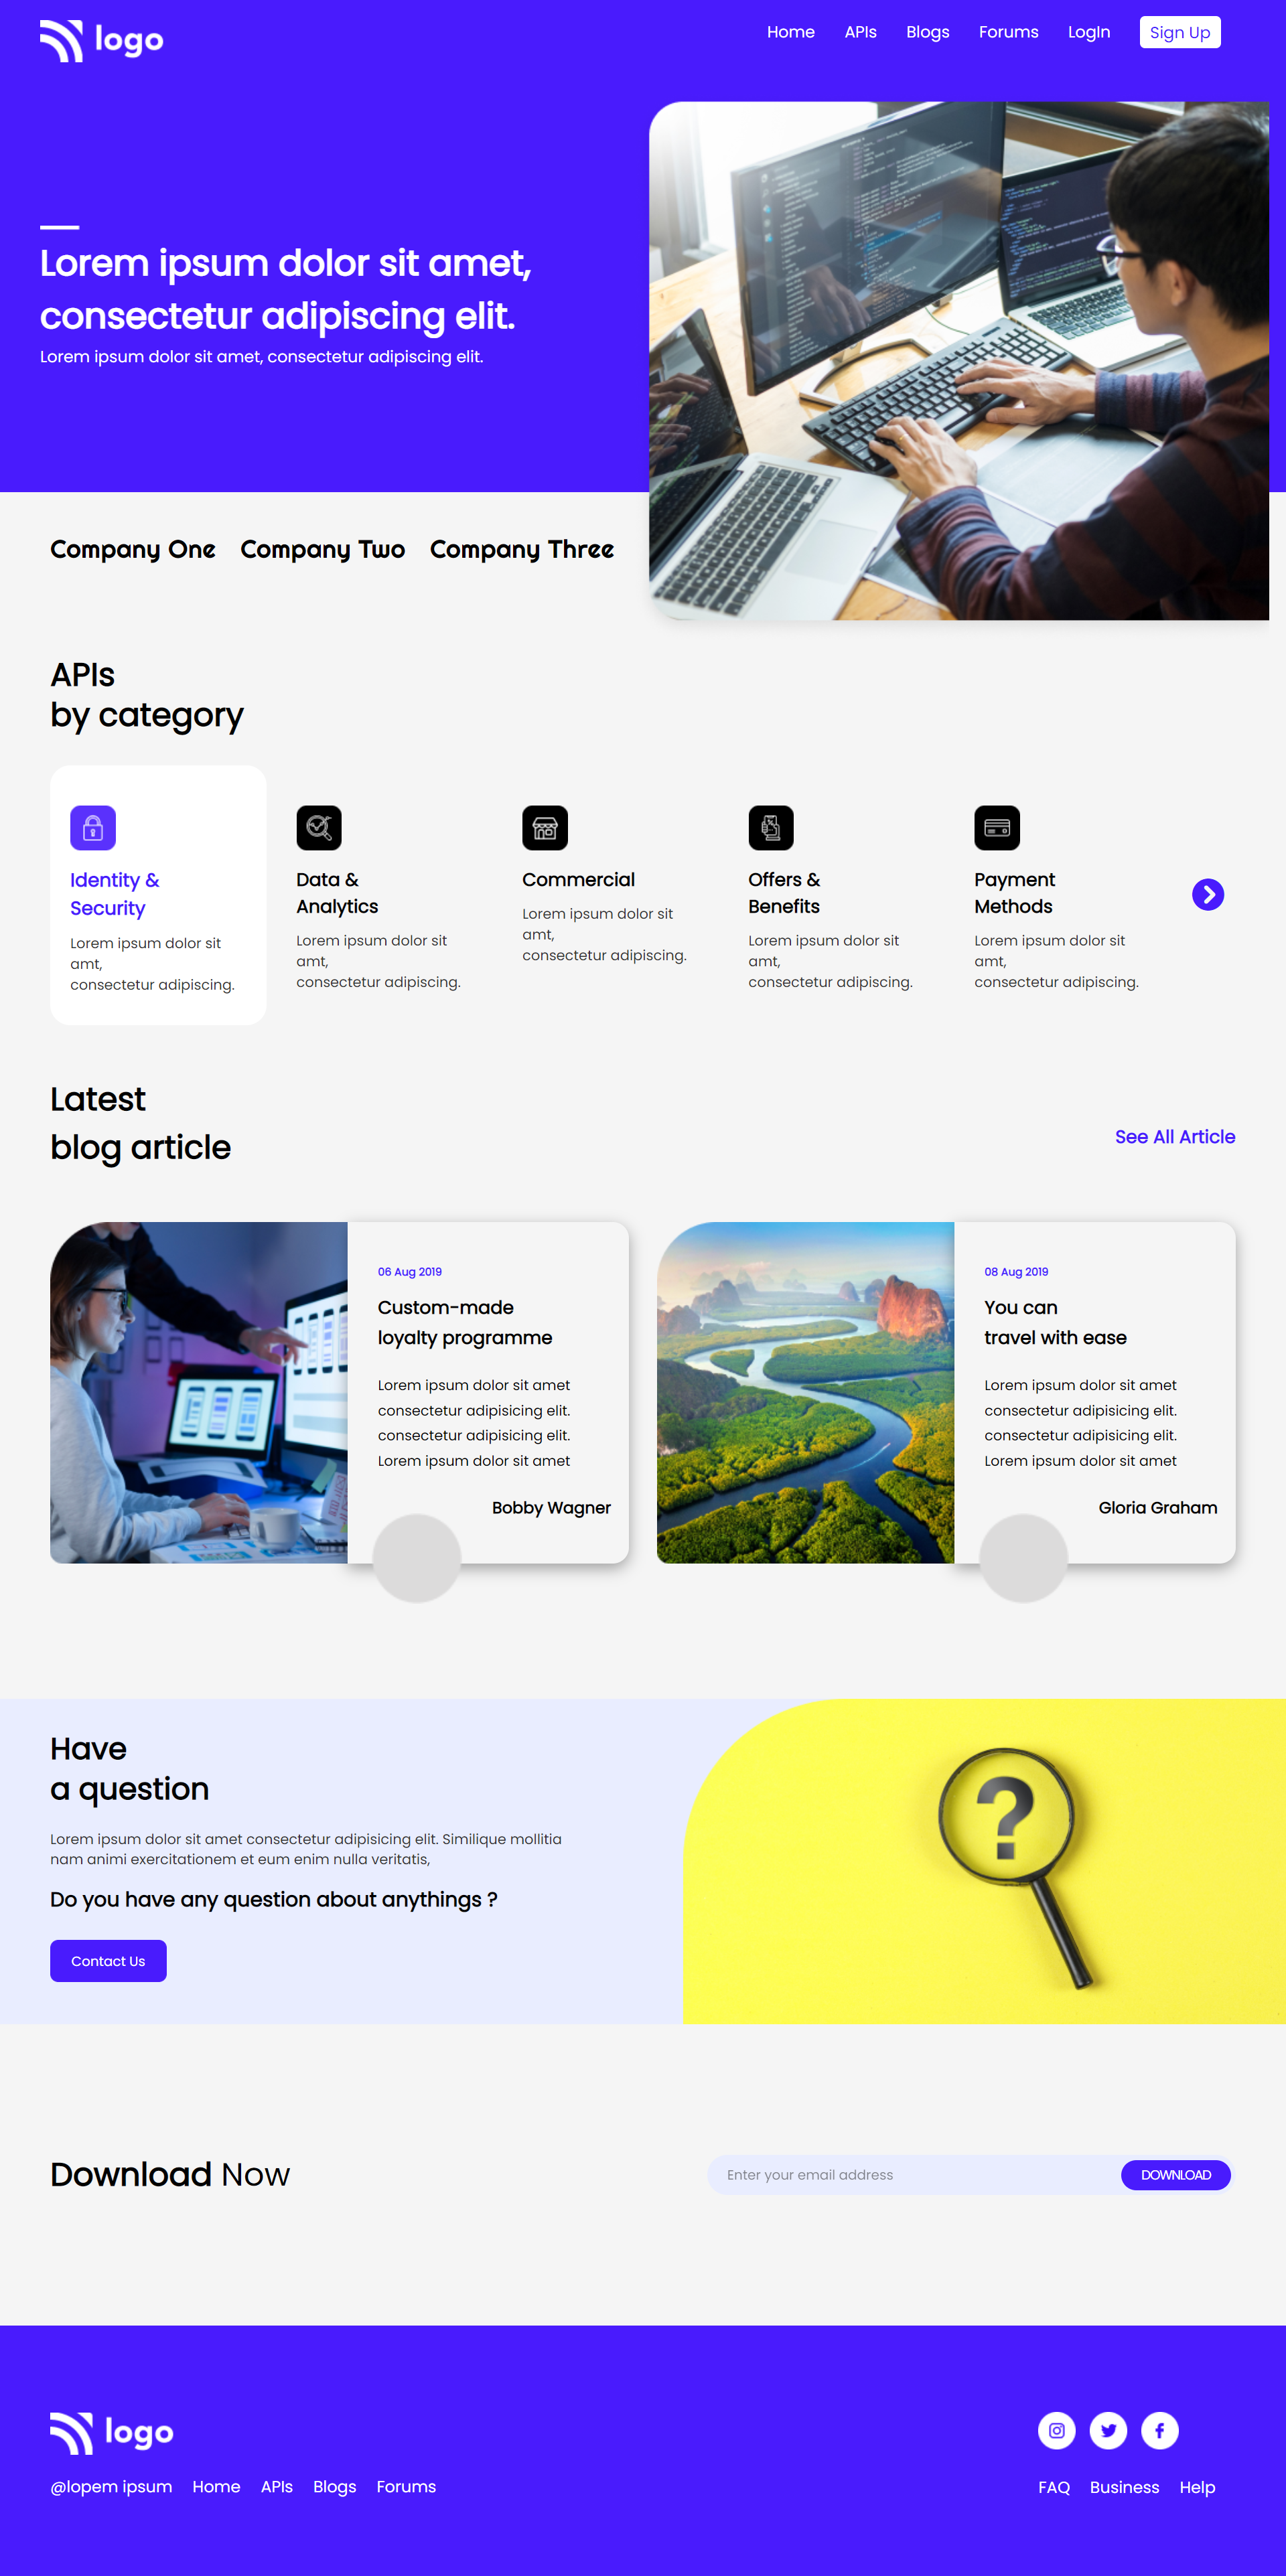 logo
Home APIs Blogs Forums LogIn Sign Up
Lorem ipsum dolor sit amet,
consectetur adipiscing elit.
Lorem ipsum dolor sit amet, consectetur adipiscing elit.
Company One Company Two Company Three
APIs
by category
Identity &
Security
Lorem ipsum dolor sit
amt,
consectetur adipiscing.
Data &
Analytics
Lorem ipsum dolor sit
amt,
consectetur adipiscing.
Commercial
Lorem ipsum dolor sit
amt,
consectetur adipiscing.
Offers &
Benefits
Lorem ipsum dolor sit
amt,
consectetur adipiscing.
Payment
Methods
Lorem ipsum dolor sit
amt,
consectetur adipiscing.
Latest
blog article
See All Article
06 Aug 2019
Custom-made
loyalty programme
Lorem ipsum dolor sit amet
consectetur adipisicing elit.
consectetur adipisicing elit.
Lorem ipsum dolor sit amet
Bobby Wagner
08 Aug 2019
You can
travel with ease
Lorem ipsum dolor sit amet
consectetur adipisicing elit.
consectetur adipisicing elit.
Lorem ipsum dolor sit amet
Gloria Graham
Have
a question
Lorem ipsum dolor sit amet consectetur adipisicing elit. Similique mollitia
nam animi exercitationem et eum enim nulla veritatis,
Do you have any question about anythings ?
Contact Us
?
Download Now
Enter your email address
DOWNLOAD
logo
@lopem ipsum Home APIs Blogs Forums
FAQ Business Help